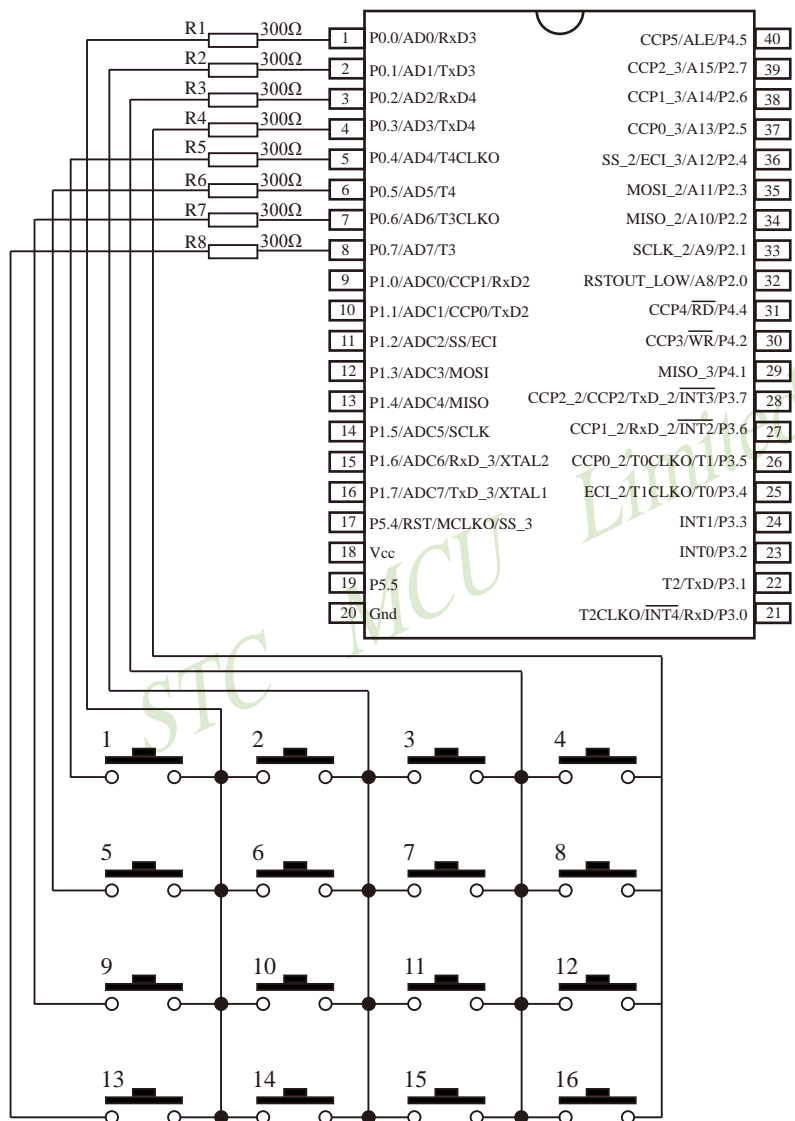 R1 300Ω 1 P0.0/AD0/RxD3 CCP5/ALE/P4.5 40
R2 300Ω 2 P0.1/AD1/TxD3 CCP2_3/A15/P2.7 39
R3 300Ω 3 P0.2/AD2/RxD4 CCP1_3/A14/P2.6 38
R4 300Ω 4 P0.3/AD3/TxD4 CCP0_3/A13/P2.5 37
R5 300Ω 5 P0.4/AD4/T4CLKO SS_2/ECI_3/A12/P2.4 36
R6 300Ω 6 P0.5/AD5/T4 MOSI_2/A11/P2.3 35
R7 300Ω 7 P0.6/AD6/T3CLKO MISO_2/A10/P2.2 34
R8 300Ω 8 P0.7/AD7/T3 SCLK_2/A9/P2.1 33
9 P1.0/ADC0/CCP1/RxD2 RSTOUT_LOW/A8/P2.0 32
10 P1.1/ADC1/CCP0/TxD2 CCP4/RD/P4.4 31
11 P1.2/ADC2/SS/ECI CCP3/WR/P4.2 30
12 P1.3/ADC3/MOSI MISO_3/P4.1 29
13 P1.4/ADC4/MISO CCP2_2/CCP2/TxD_2/INT3/P3.7 28
14 P1.5/ADC5/SCLK CCP1_2/RxD_2/INT2/P3.6 27
15 P1.6/ADC6/RxD_3/XTAL2 CCP0_2/T0CLKO/T1/P3.5 26
16 P1.7/ADC7/TxD_3/XTAL1 ECI_2/T1CLKO/T0/P3.4 25
17 P5.4/RST/MCLKO/SS_3 INT1/P3.3 24
18 Vcc INT0/P3.2 23
19 P5.5 T2/TxD/P3.1 22
20 Gnd T2CLKO/INT4/RxD/P3.0 21
STC MCU Limited
1 2 3 4
5 6 7 8
9 10 11 12
13 14 15 16